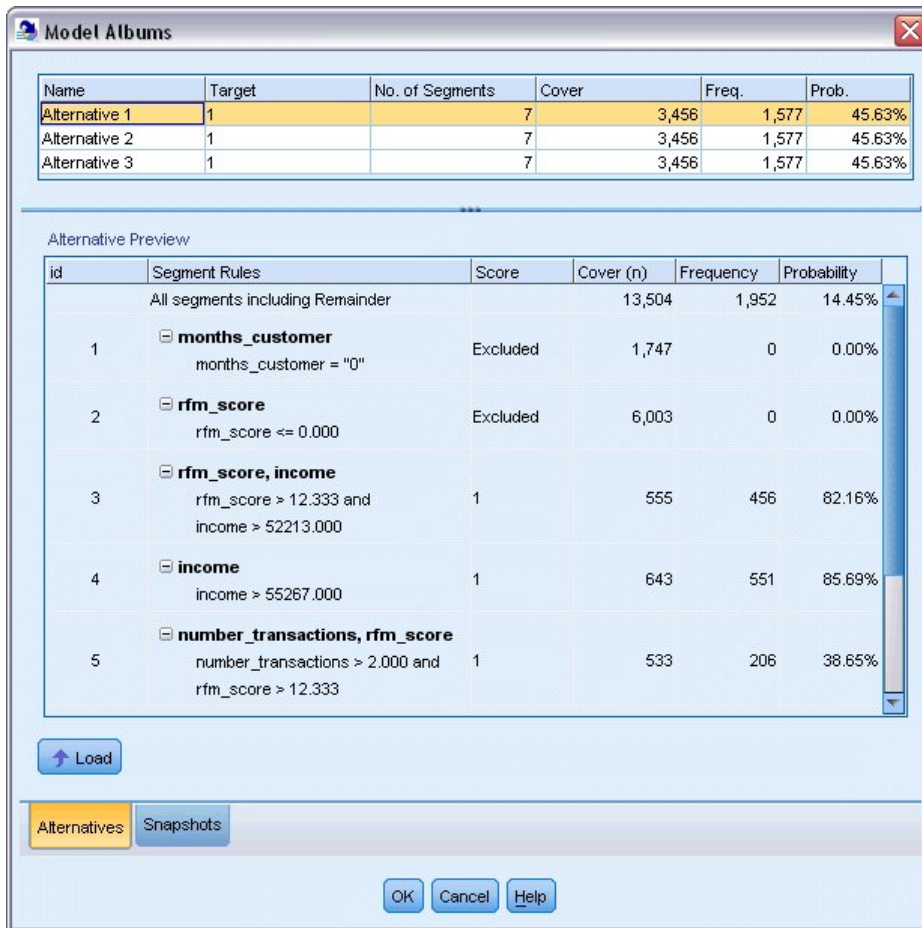 Model Albums
Name Target No. of Segments Cover Freq. Prob.
Alternative 1 1 7 3,456 1,577 45.63%
Alternative 2 1 7 3,456 1,577 45.63%
Alternative 3 1 7 3,456 1,577 45.63%
Alternative Preview
id Segment Rules Score Cover (n) Frequency Probability
All segments including Remainder 13,504 1,952 14.45%
months_customer
1 Excluded 1,747 0 0.00%
months_customer = "0"
rfm_score
2 Excluded 6,003 0 0.00%
rfm_score <= 0.000
rfm_score, income
3 rfm_score > 12.333 and 1 555 456 82.16%
income > 52213.000
income
4 1 643 551 85.69%
income > 55267.000
number_transactions, rfm_score
5 number_transactions > 2.000 and 1 533 206 38.65%
rfm_score > 12.333
Load
Alternatives Snapshots
OK Cancel Help